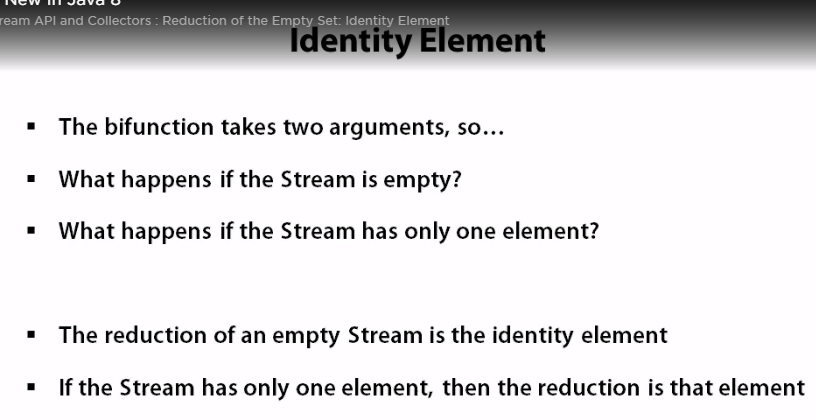 New in Java 8
ream API and Collectors : Reduction of the Empty Set: Identity Element
Identity Element
▪ The bifunction takes two arguments, so...
▪ What happens if the Stream is empty?
▪ What happens if the Stream has only one element?
▪ The reduction of an empty Stream is the identity element
▪ If the Stream has only one element, then the reduction is that element